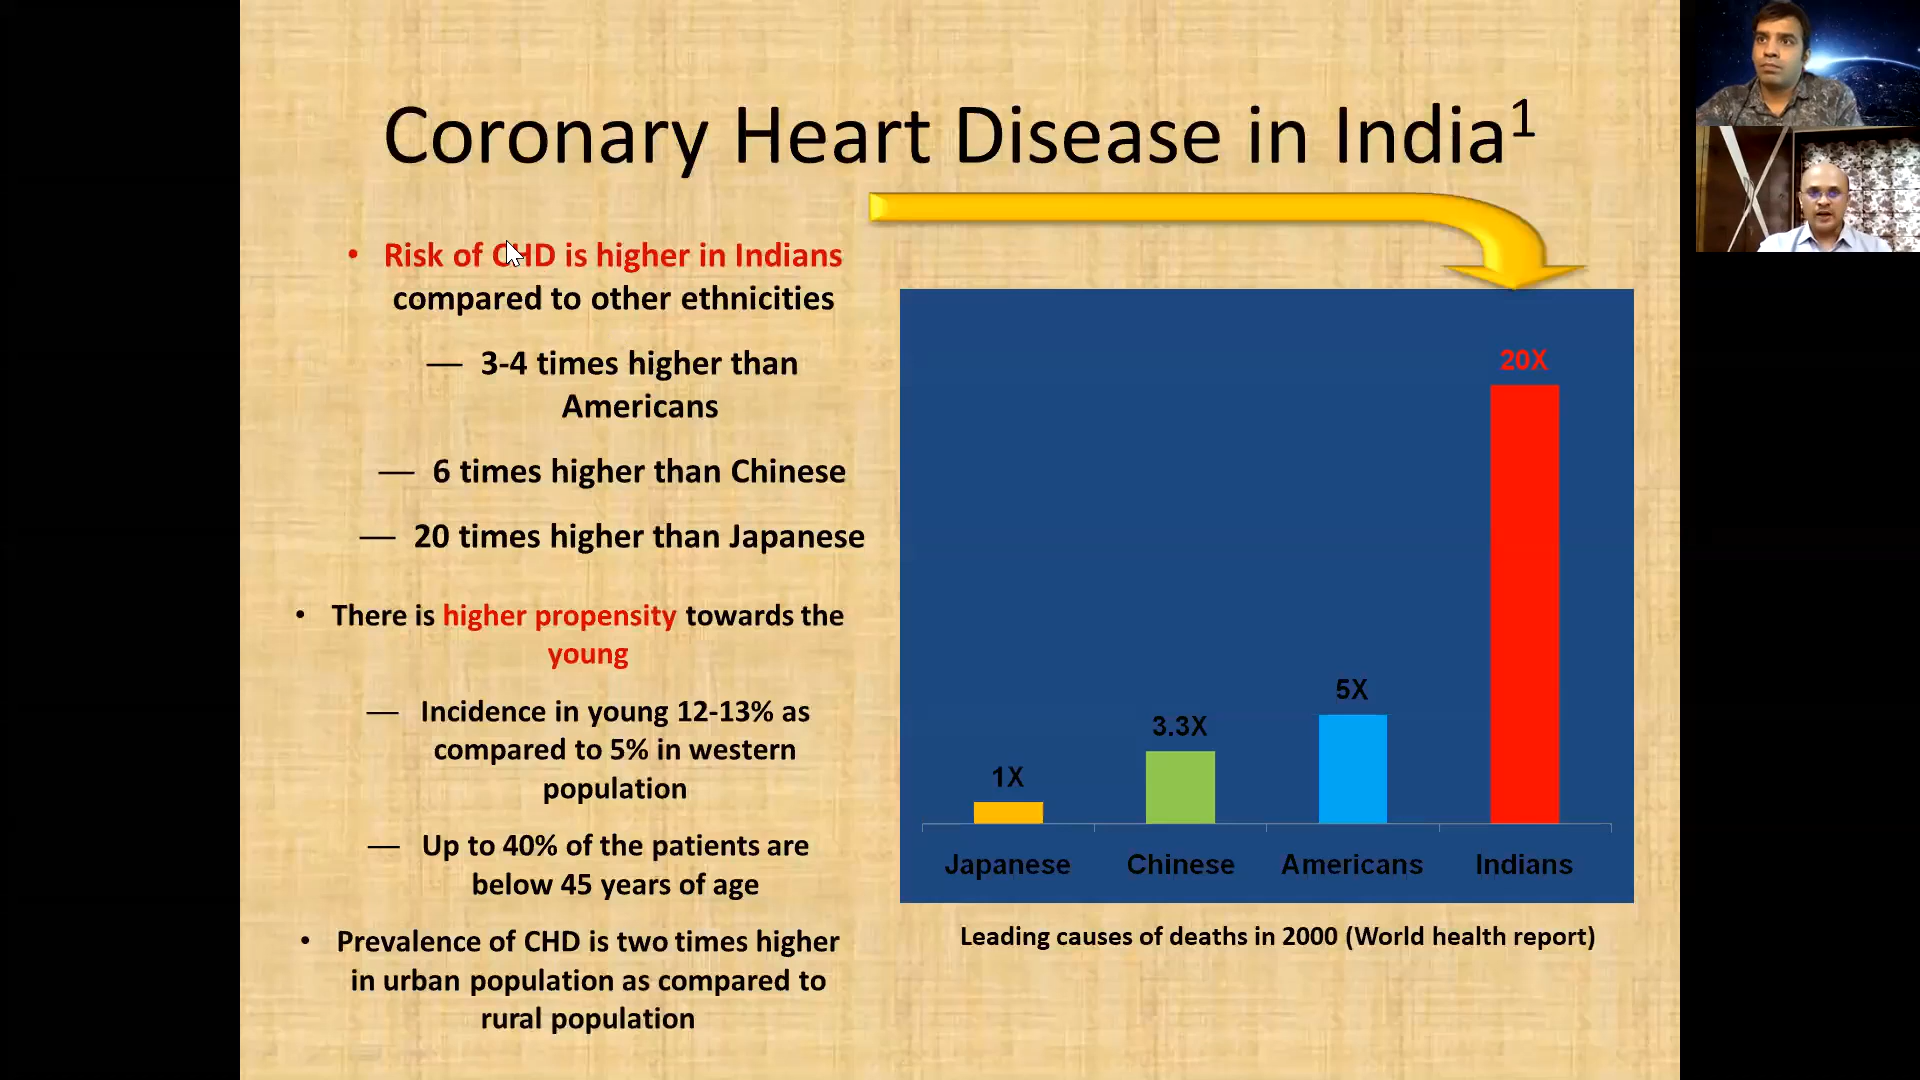 Coronary Heart Disease in India1
• Risk of CHD is higher in Indians
compared to other ethnicities
— 3-4 times higher than
Americans
— 6 times higher than Chinese
— 20 times higher than Japanese
• There is higher propensity towards the
young
— Incidence in young 12-13% as
compared to 5% in western
population
— Up to 40% of the patients are
below 45 years of age
• Prevalence of CHD is two times higher
in urban population as compared to
rural population
20X
5X
3.3X
1X
Japanese Chinese Americans Indians
Leading causes of deaths in 2000 (World health report)